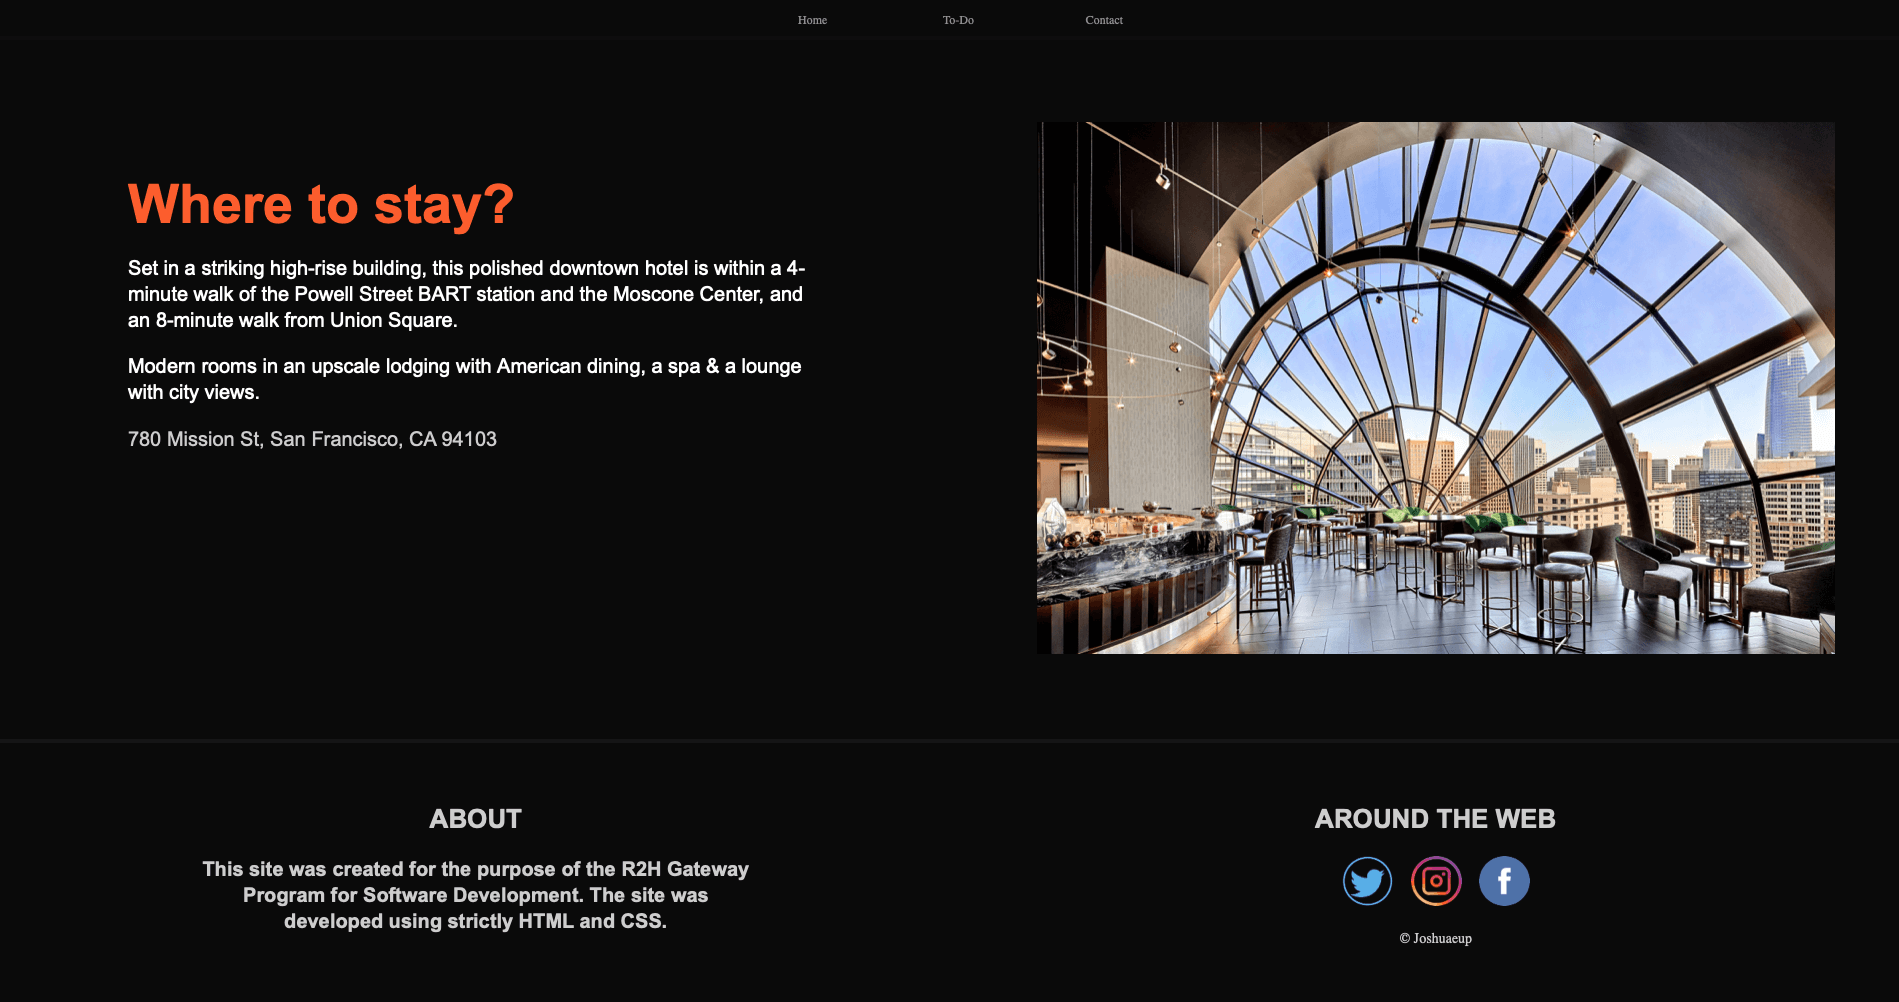 Home To-Do Contact
Where to stay?
Set in a striking high-rise building, this polished downtown hotel is within a 4-
minute walk of the Powell Street BART station and the Moscone Center, and
an 8-minute walk from Union Square.
Modern rooms in an upscale lodging with American dining, a spa & a lounge
with city views.
780 Mission St, San Francisco, CA 94103
ABOUT
This site was created for the purpose of the R2H Gateway
Program for Software Development. The site was
developed using strictly HTML and CSS.
AROUND THE WEB
© Joshuaeup